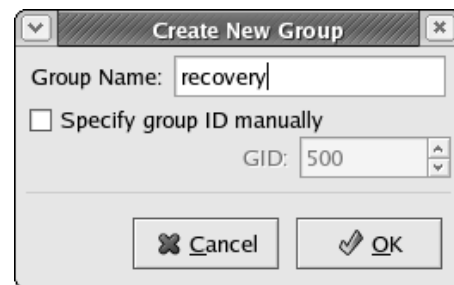 Create New Group
Group Name: recovery
Specify group ID manually
GID: 500
Cancel OK